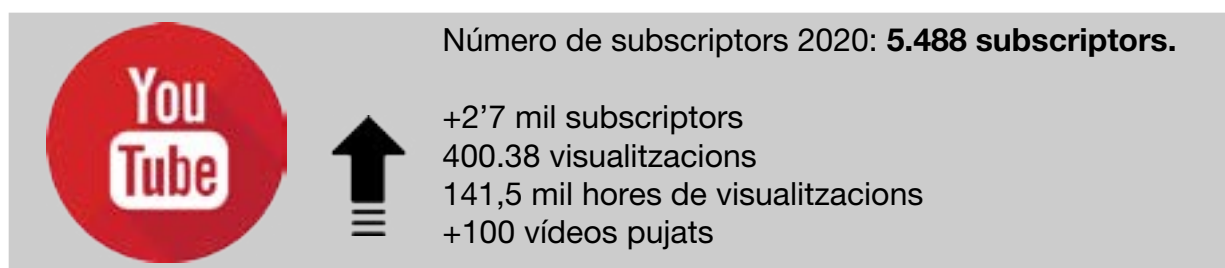 You
Tube
Número de subscriptors 2020: 5.488 subscriptors.
+2’7 mil subscriptors
400.38 visualitzacions
141,5 mil hores de visualitzacions
+100 vídeos pujats